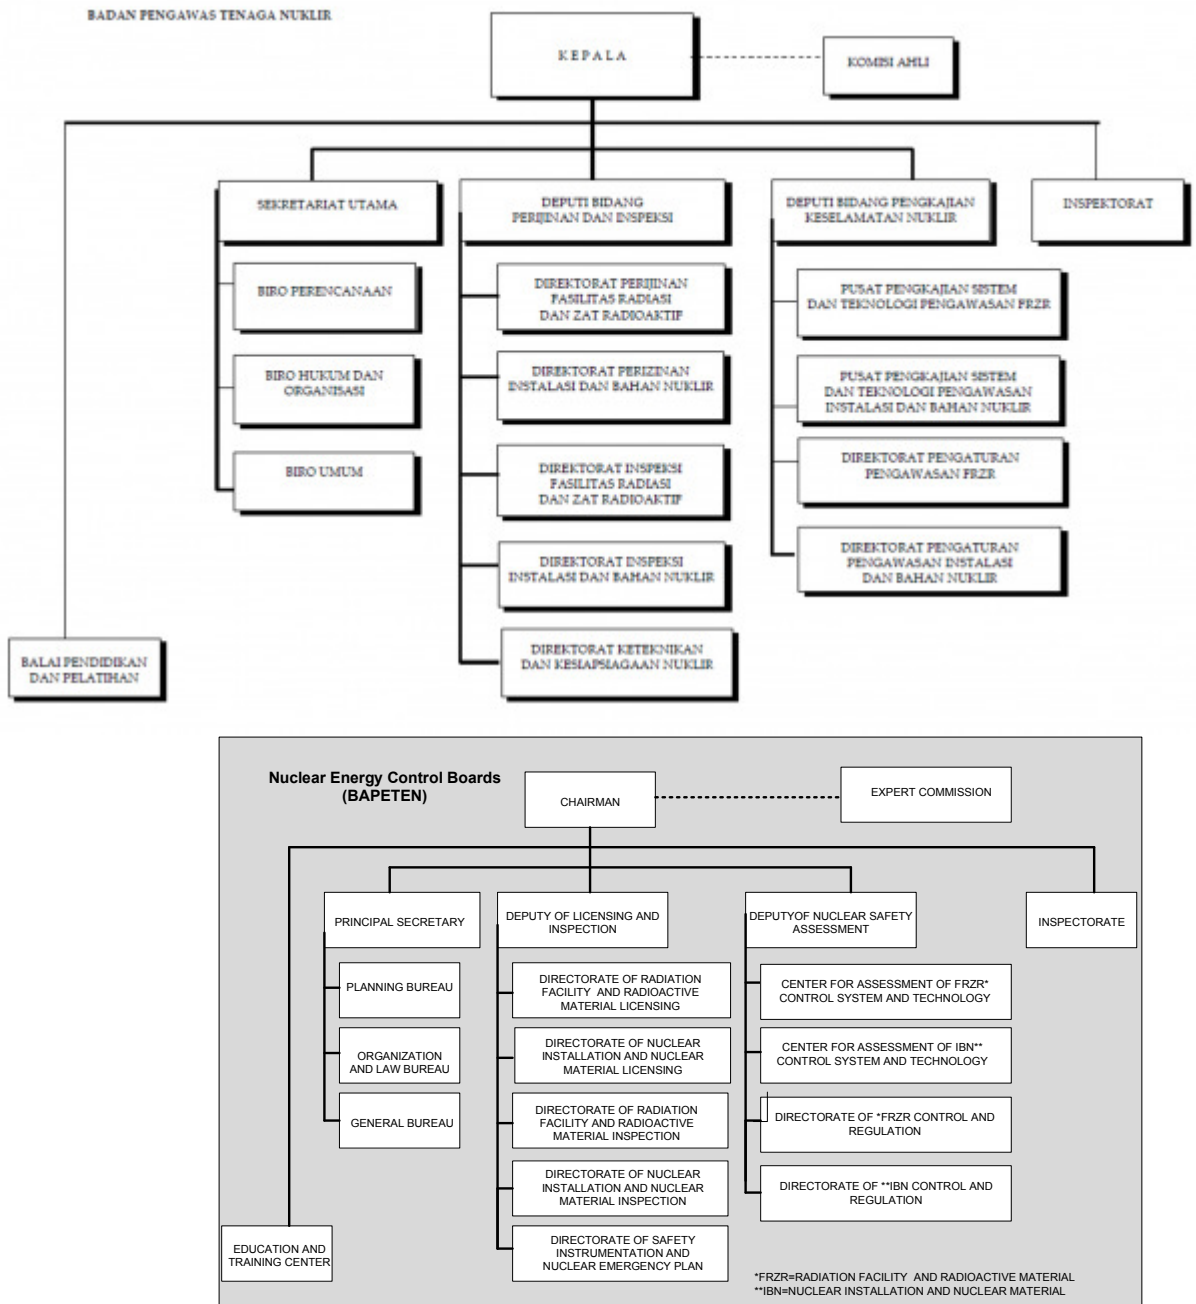 BADAN PENGAWAS TENAGA NUKLIR
KEPALA
KOMISI AHLI
SEKRETARIAT UTAMA
DEPUTI BIDANG
PERIJINAN DAN INSPEKSI
DEPUTI BIDANG PENGKAJIAN
KESELAMATAN NUKLIR
INSPEKTORAT
BIRO PERENCANAAN
BIRO HUKUM DAN
ORGANISASI
BIRO UMUM
DIREKTORAT PERIJINAN
FASILITAS RADIASI
DAN ZAT RADIOAKTIF
DIREKTORAT PERIZINAN
INSTALASI DAN BAHAN NUKLIR
DIREKTORAT INSPEKSI
FASILITAS RADIASI
DAN ZAT RADIOAKTIF
DIREKTORAT INSPEKSI
INSTALASI DAN BAHAN NUKLIR
DIREKTORAT KETEKNIKAN
DAN KESIAPSIAGAAN NUKLIR
PUSAT PENGKAJIAN SISTEM
DAN TEKNOLOGI PENGAWASAN FRZR
PUSAT PENGKAJIAN SISTEM
DAN TEKNOLOGI PENGAWASAN
INSTALASI DAN BAHAN NUKLIR
DIREKTORAT PENGATURAN
PENGAWASAN FRZR
DIREKTORAT PENGATURAN
PENGAWASAN INSTALASI
DAN BAHAN NUKLIR
BALAI PENDIDIKAN
DAN PELATIHAN
Nuclear Energy Control Boards
(BAPETEN)
CHAIRMAN
EXPERT COMMISSION
PRINCIPAL SECRETARY
DEPUTY OF LICENSING AND
INSPECTION
DEPUTYOF NUCLEAR SAFETY
ASSESSMENT
INSPECTORATE
PLANNING BUREAU
ORGANIZATION
AND LAW BUREAU
GENERAL BUREAU
DIRECTORATE OF RADIATION
FACILITY AND RADIOACTIVE
MATERIAL LICENSING
DIRECTORATE OF NUCLEAR
INSTALLATION AND NUCLEAR
MATERIAL LICENSING
DIRECTORATE OF RADIATION
FACILITY AND RADIOACTIVE
MATERIAL INSPECTION
DIRECTORATE OF NUCLEAR
INSTALLATION AND NUCLEAR
MATERIAL INSPECTION
DIRECTORATE OF SAFETY
INSTRUMENTATION AND
NUCLEAR EMERGENCY PLAN
CENTER FOR ASSESSMENT OF FRZR*
CONTROL SYSTEM AND TECHNOLOGY
CENTER FOR ASSESSMENT OF IBN**
CONTROL SYSTEM AND TECHNOLOGY
DIRECTORATE OF *FRZR CONTROL AND
REGULATION
DIRECTORATE OF **IBN CONTROL AND
REGULATION
EDUCATION AND
TRAINING CENTER
*FRZR=RADIATION FACILITY AND RADIOACTIVE MATERIAL
**IBN=NUCLEAR INSTALLATION AND NUCLEAR MATERIAL